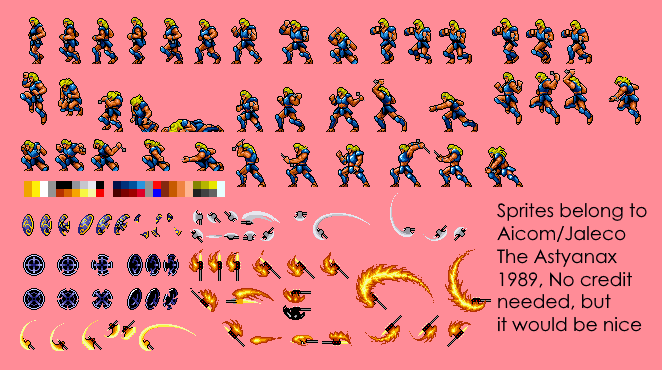 Sprites belong to
Aicom/Jaleco
The Astyanax
1989, No credit
needed, but
it would be nice